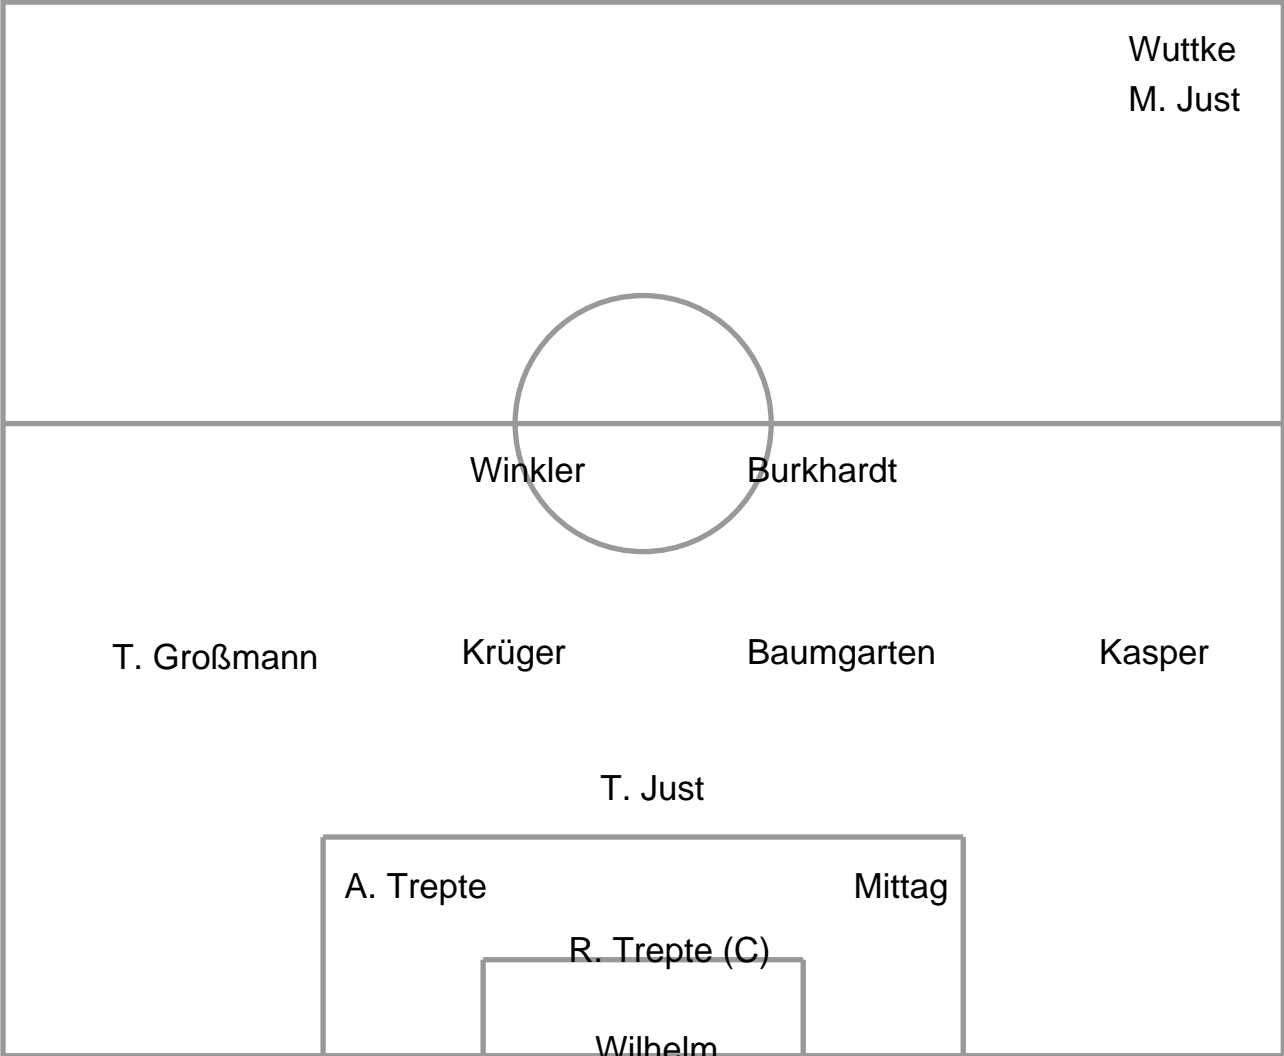 Wuttke
M. Just
Winkler Burkhardt
T. Großmann Krüger Baumgarten Kasper
T. Just
A. Trepte Mittag
R. Trepte (C)
Wilhelm